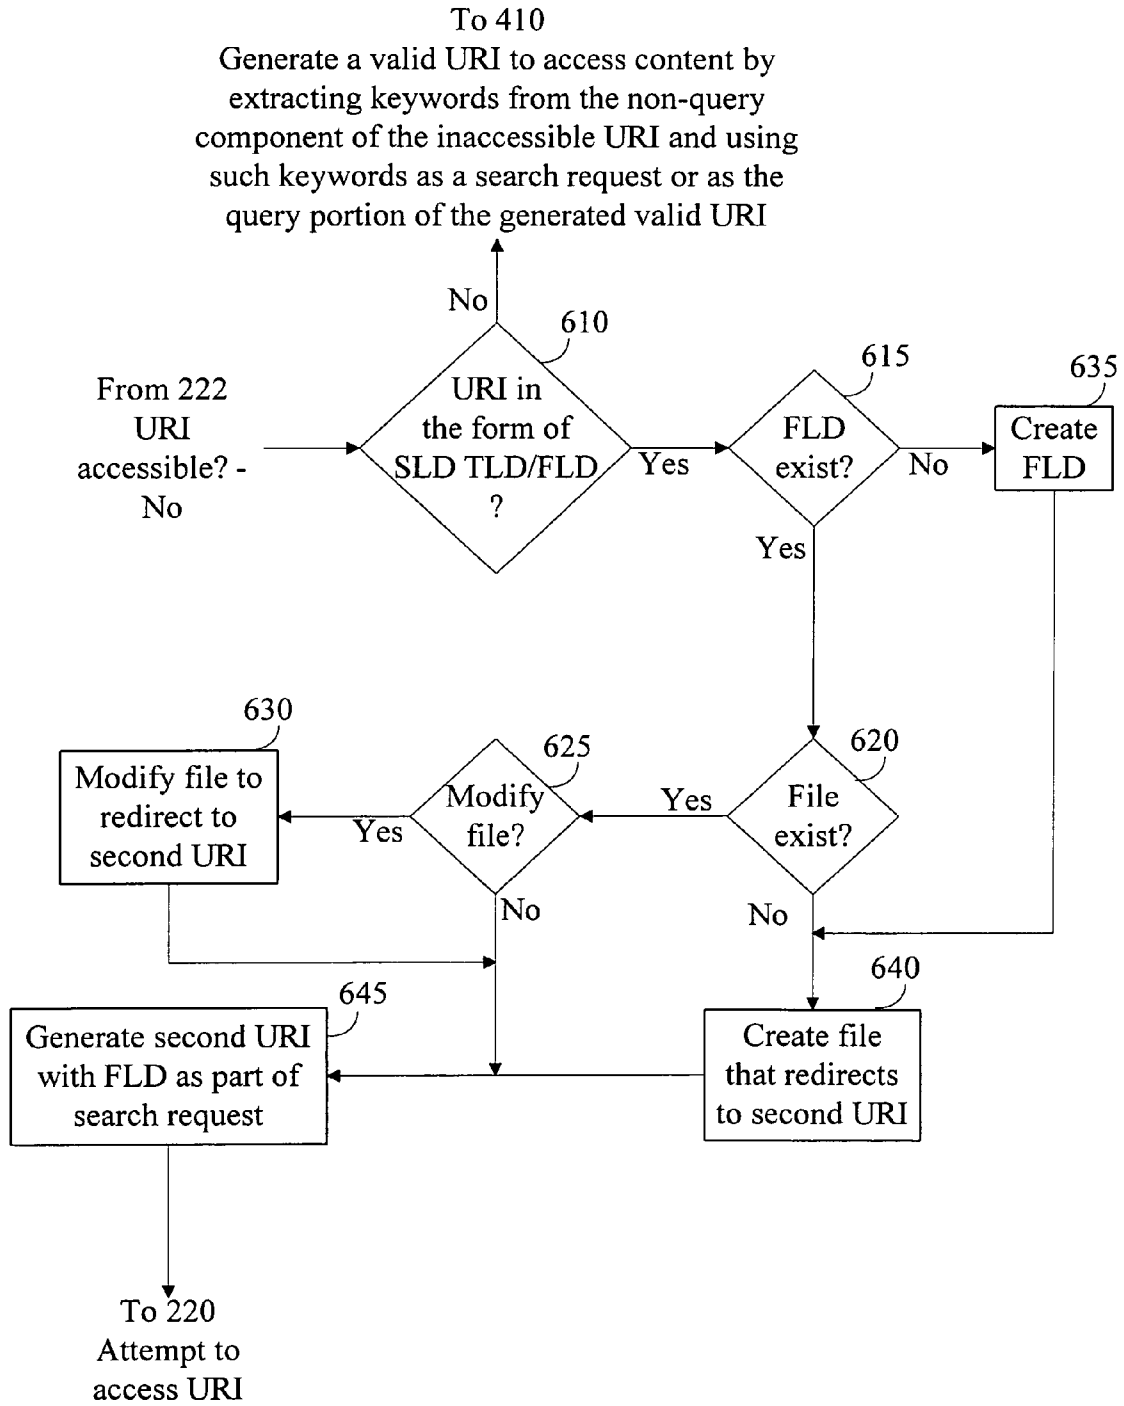 To 410
Generate a valid URI to access content by
extracting keywords from the non-query
component of the inaccessible URI and using
such keywords as a search request or as the
query portion of the generated valid URI
No
610
615
635
From 222
URI
accessible? -
No
URI in
the form of
SLD TLD/FLD
?
Yes
FLD
exist?
No
Create
FLD
Yes
630
625
620
Modify file to
redirect to
second URI
Yes
Modify
file?
Yes
File
exist?
No
No
645
640
Generate second URI
with FLD as part of
search request
Create file
that redirects
to second URI
To 220
Attempt to
access URI